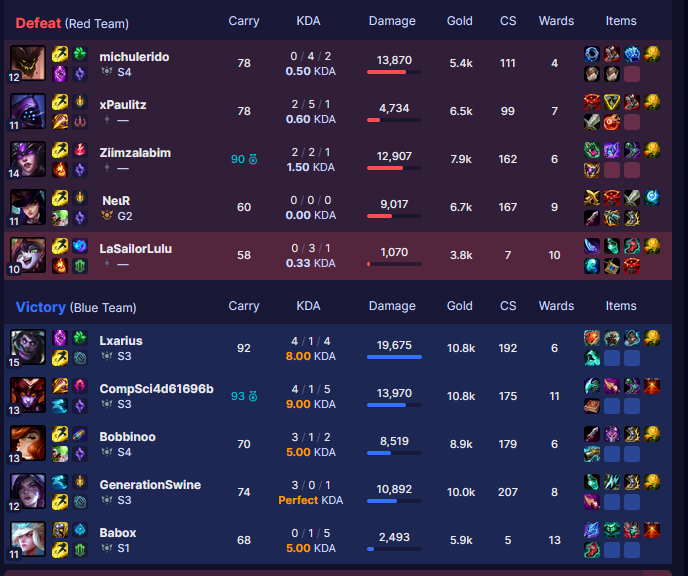 Defeat (Red Team) Carry KDA Damage Gold CS Wards Items
michulerido 78 0 / 4 / 2 13,870 5.4k 111 4
12 S4 0.50 KDA
xPaulitz 78 2 / 5 / 1 4,734 6.5k 99 7
11 — 0.60 KDA
Ziimzalabim 90 2 / 2 / 1 12,907 7.9k 162 6
14 — 1.50 KDA
NeιR 60 0 / 0 / 0 9,017 6.7k 167 9
11 G2 0.00 KDA
LaSailorLulu 58 0 / 3 / 1 1,070 3.8k 7 10
10 — 0.33 KDA
Victory (Blue Team) Carry KDA Damage Gold CS Wards Items
Lxarius 92 4 / 1 / 4 19,675 10.8k 192 6
15 S3 8.00 KDA
CompSci4d61696b 93 4 / 1 / 5 13,970 10.8k 175 11
13 S3 9.00 KDA
Bobbinoo 70 3 / 1 / 2 8,519 8.9k 179 6
13 S4 5.00 KDA
GenerationSwine 74 3 / 0 / 1 10,892 10.0k 207 8
12 S3 Perfect KDA
Babox 68 0 / 1 / 5 2,493 5.9k 5 13
11 S1 5.00 KDA